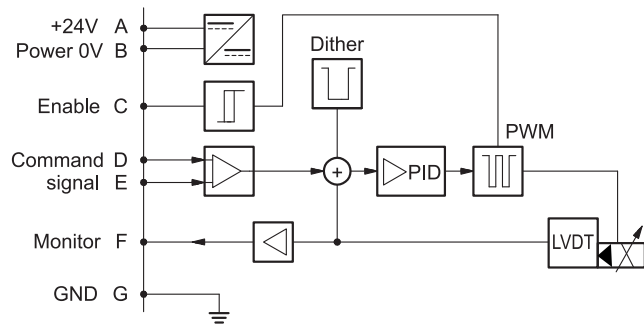 +24V A
Power 0V B
Dither
Enable C
PWM
Command D
signal E
+
PID
Monitor F
LVDT
GND G